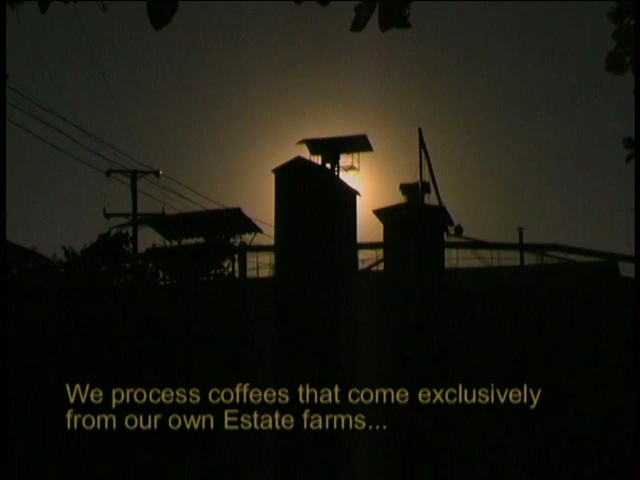 We process coffees that come exclusively
from our own Estate farms...